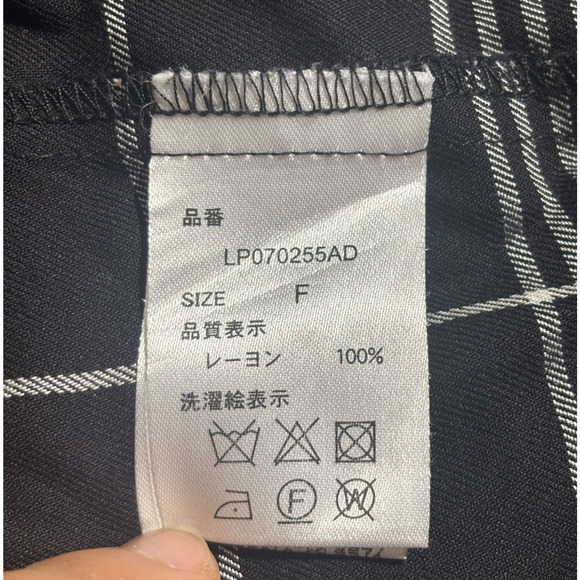 品番
LP070255AD
SIZE F
品質表示
レーヨン 100%
洗濯絵表示
F W